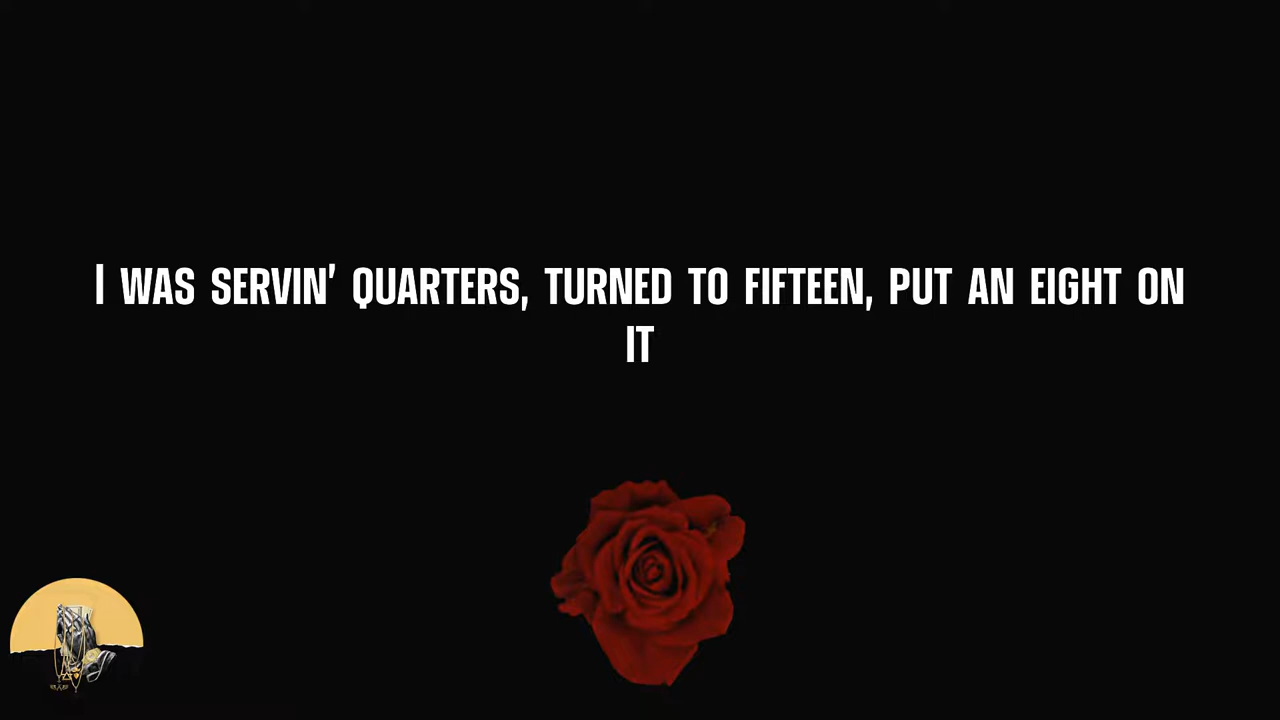 I WAS SERVIN' QUARTERS, TURNED TO FIFTEEN, PUT AN EIGHT ON
IT